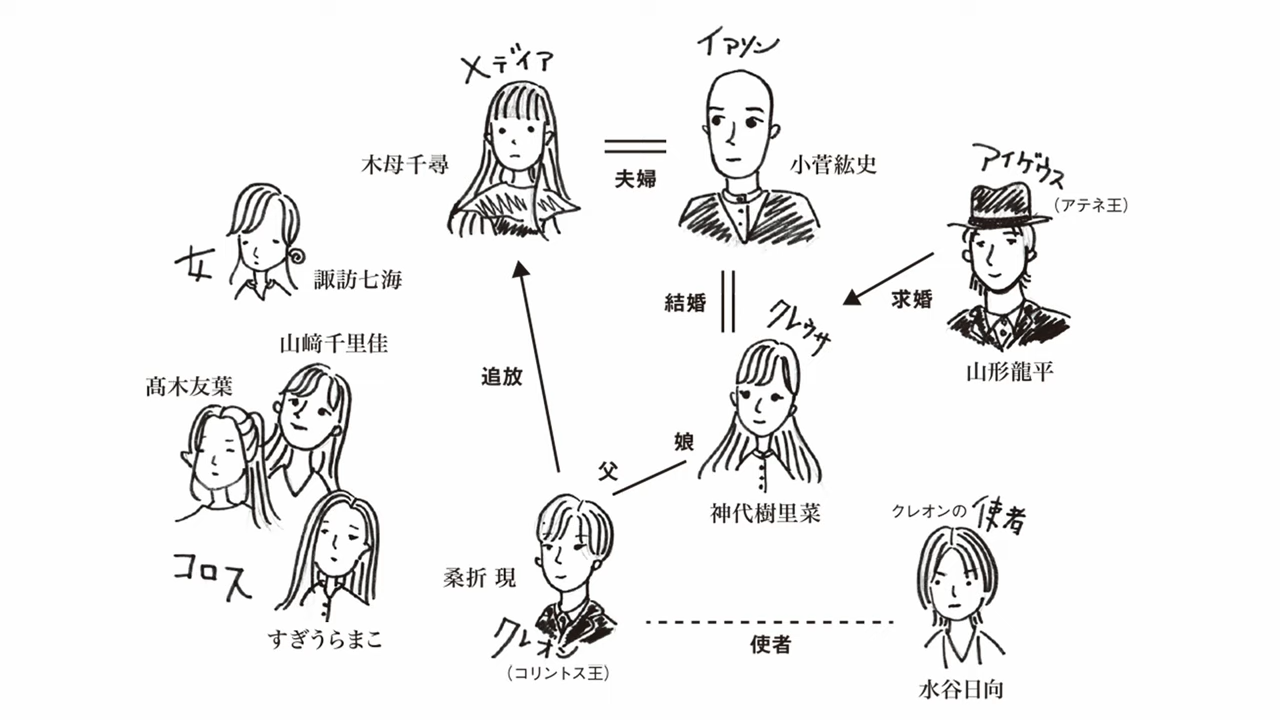 メディア
イアソン
木母千尋
夫婦
小菅紘史
アイゲウス
（アテネ王）
女
諏訪七海
結婚
クレウサ
求婚
山形龍平
山﨑千里佳
髙木友葉
追放
娘
父
神代樹里菜
クレオンの使者
コロス
桑折 現
すぎうらまこ
クレオン
（コリントス王）
使者
水谷日向